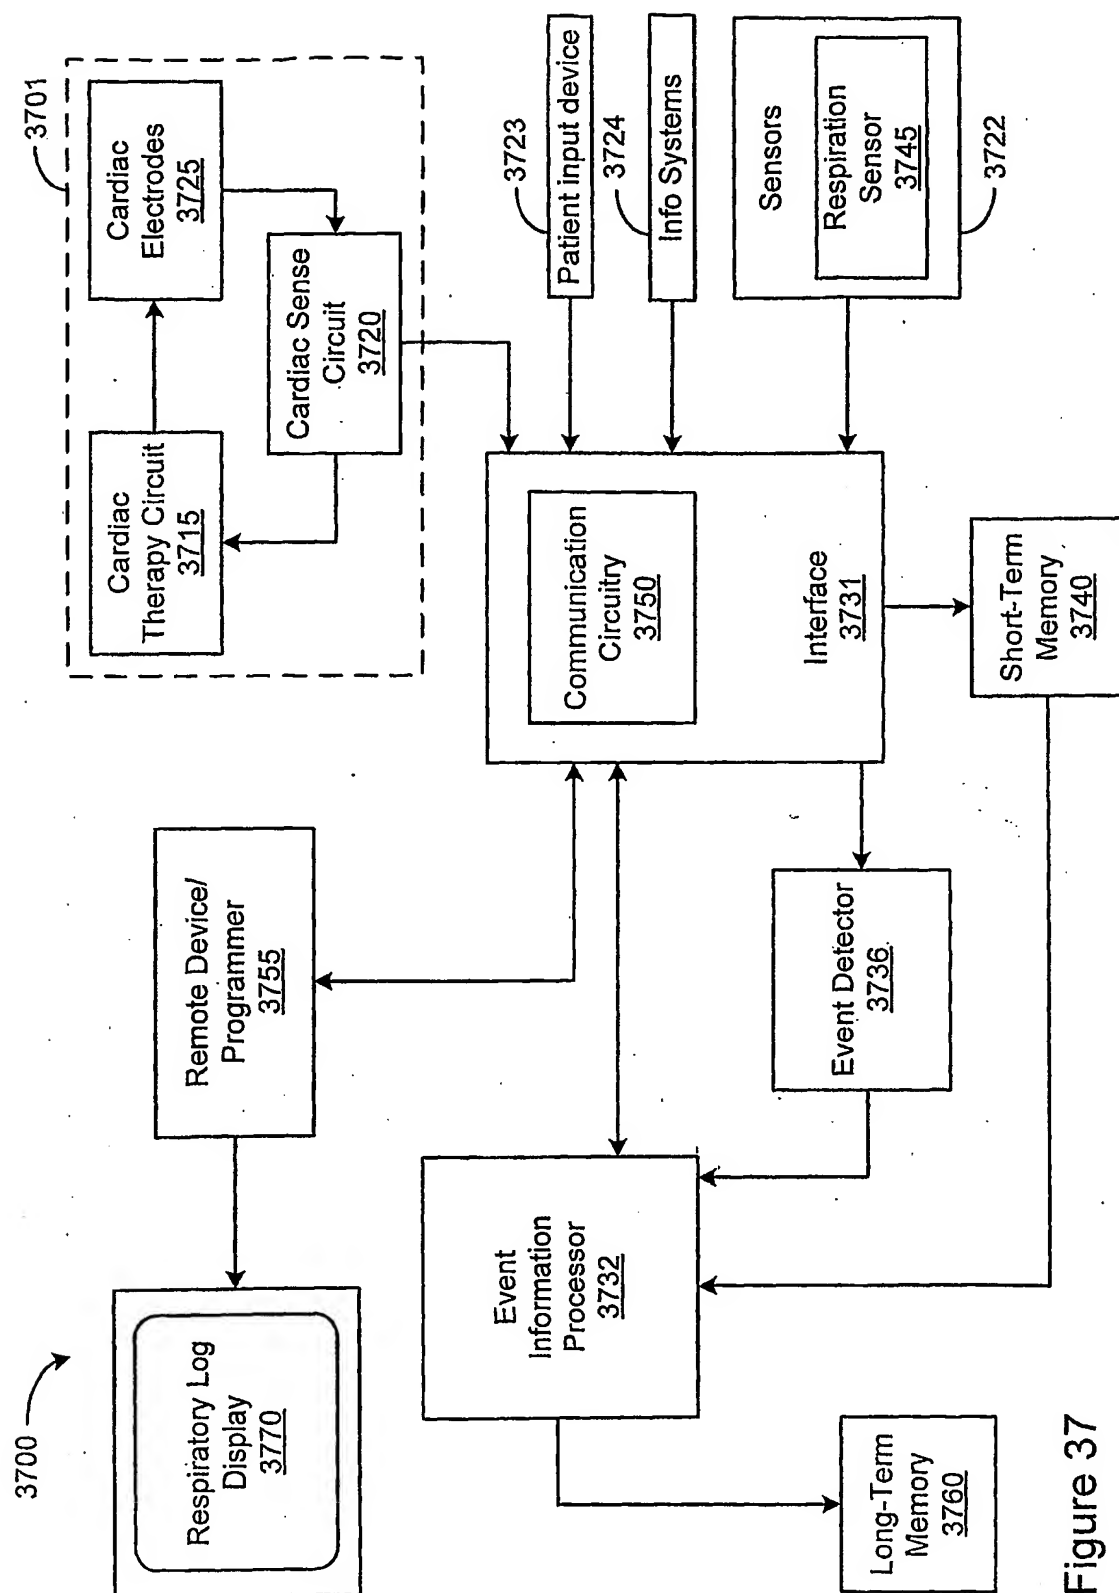 3700
Respiratory Log
Display
3770
Remote Device/
Programmer
3755
3701
Cardiac
Therapy Circuit
3715
Cardiac
Electrodes
3725
Cardiac Sense
Circuit
3720
3723
Patient input device
3724
Info Systems
Sensors
Respiration
Sensor
3745
3722
Communication
Circuitry
3750
Interface
3731
Event
Information
Processor
3732
Event Detector
3736
Short-Term
Memory
3740
Long-Term
Memory
3760
Figure 37